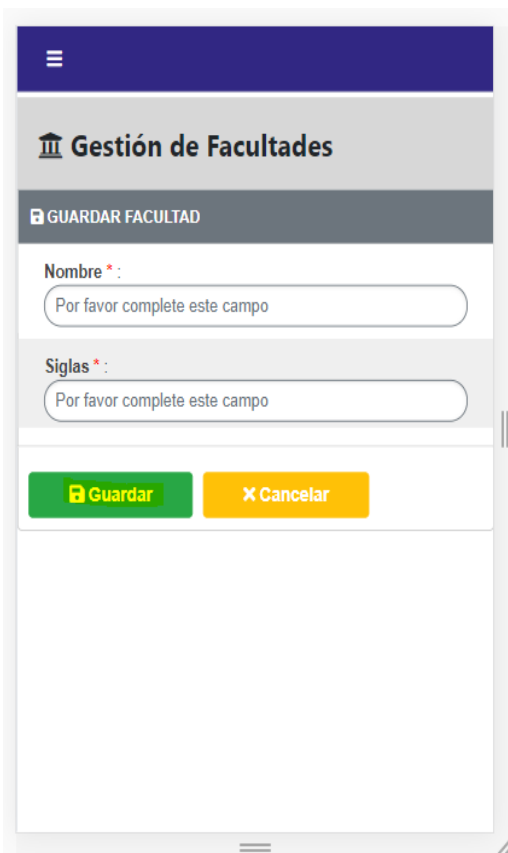 Gestión de Facultades
GUARDAR FACULTAD
Nombre * :
Por favor complete este campo
Siglas * :
Por favor complete este campo
Guardar
Cancelar